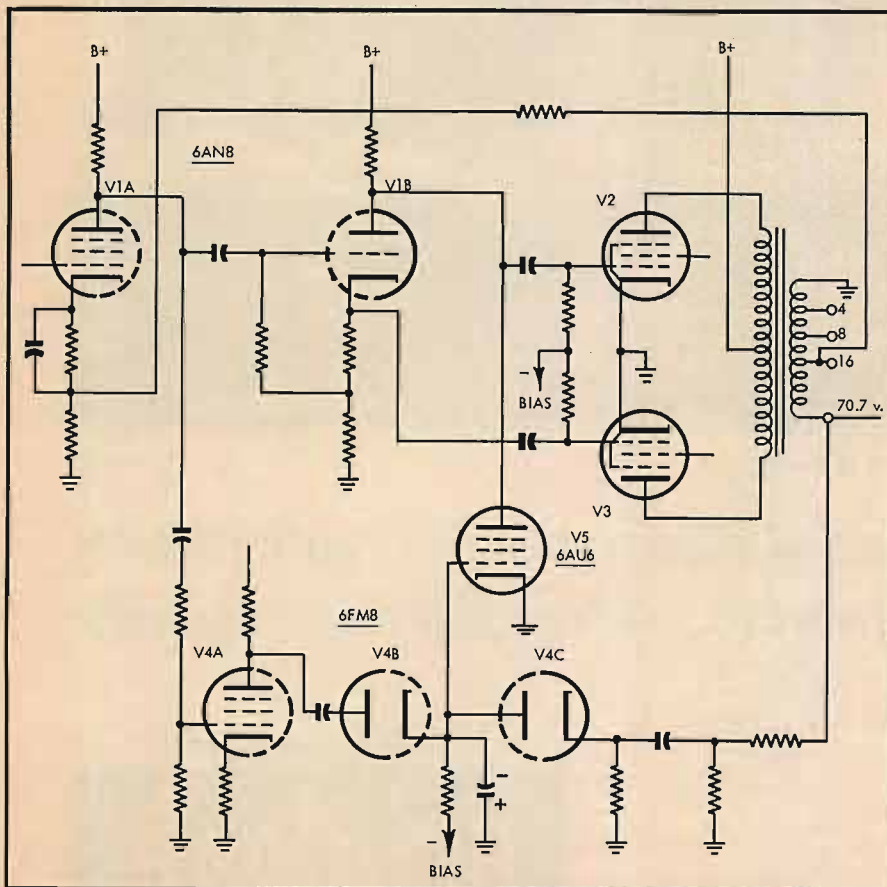 B+
B+
B+
6AN8
V1A
V1B
V2
4
8
16
-
BIAS
70.7 v.
V3
V5
6AU6
6FM8
V4A
V4B
V4C
-
+
-
BIAS